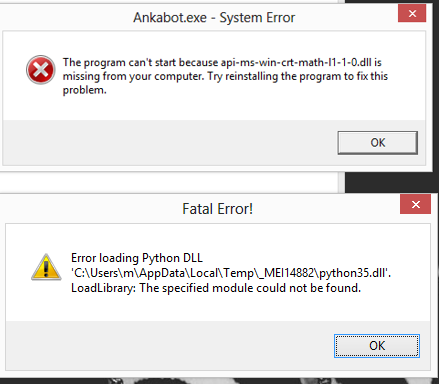 Ankabot.exe - System Error
The program can't start because api-ms-win-crt-math-l1-1-0.dll is
missing from your computer. Try reinstalling the program to fix this
problem.
OK
Fatal Error!
Error loading Python DLL
'C:\Users\m\AppData\Local\Temp\_MEI14882\python35.dll'.
LoadLibrary: The specified module could not be found.
OK